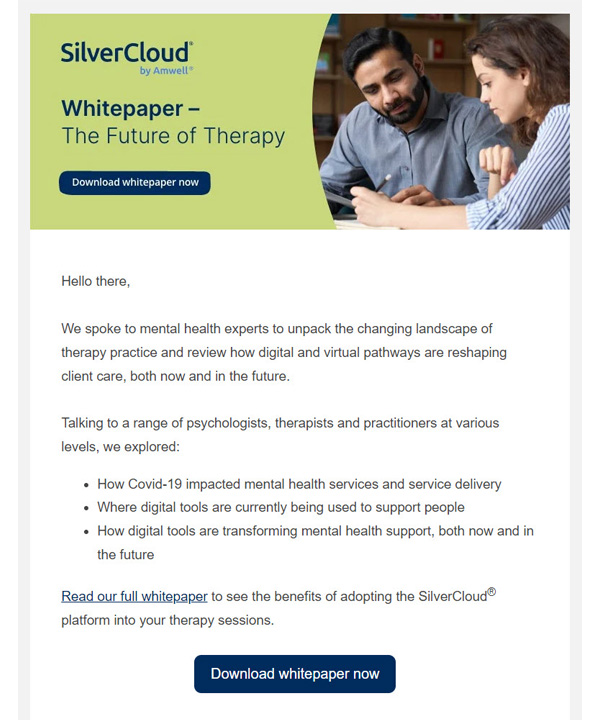 SilverCloud®
by Amwell®
Whitepaper –
The Future of Therapy
Download whitepaper now
Hello there,
We spoke to mental health experts to unpack the changing landscape of
therapy practice and review how digital and virtual pathways are reshaping
client care, both now and in the future.
Talking to a range of psychologists, therapists and practitioners at various
levels, we explored:
• How Covid-19 impacted mental health services and service delivery
• Where digital tools are currently being used to support people
• How digital tools are transforming mental health support, both now and in
the future
Read our full whitepaper to see the benefits of adopting the SilverCloud®
platform into your therapy sessions.
Download whitepaper now